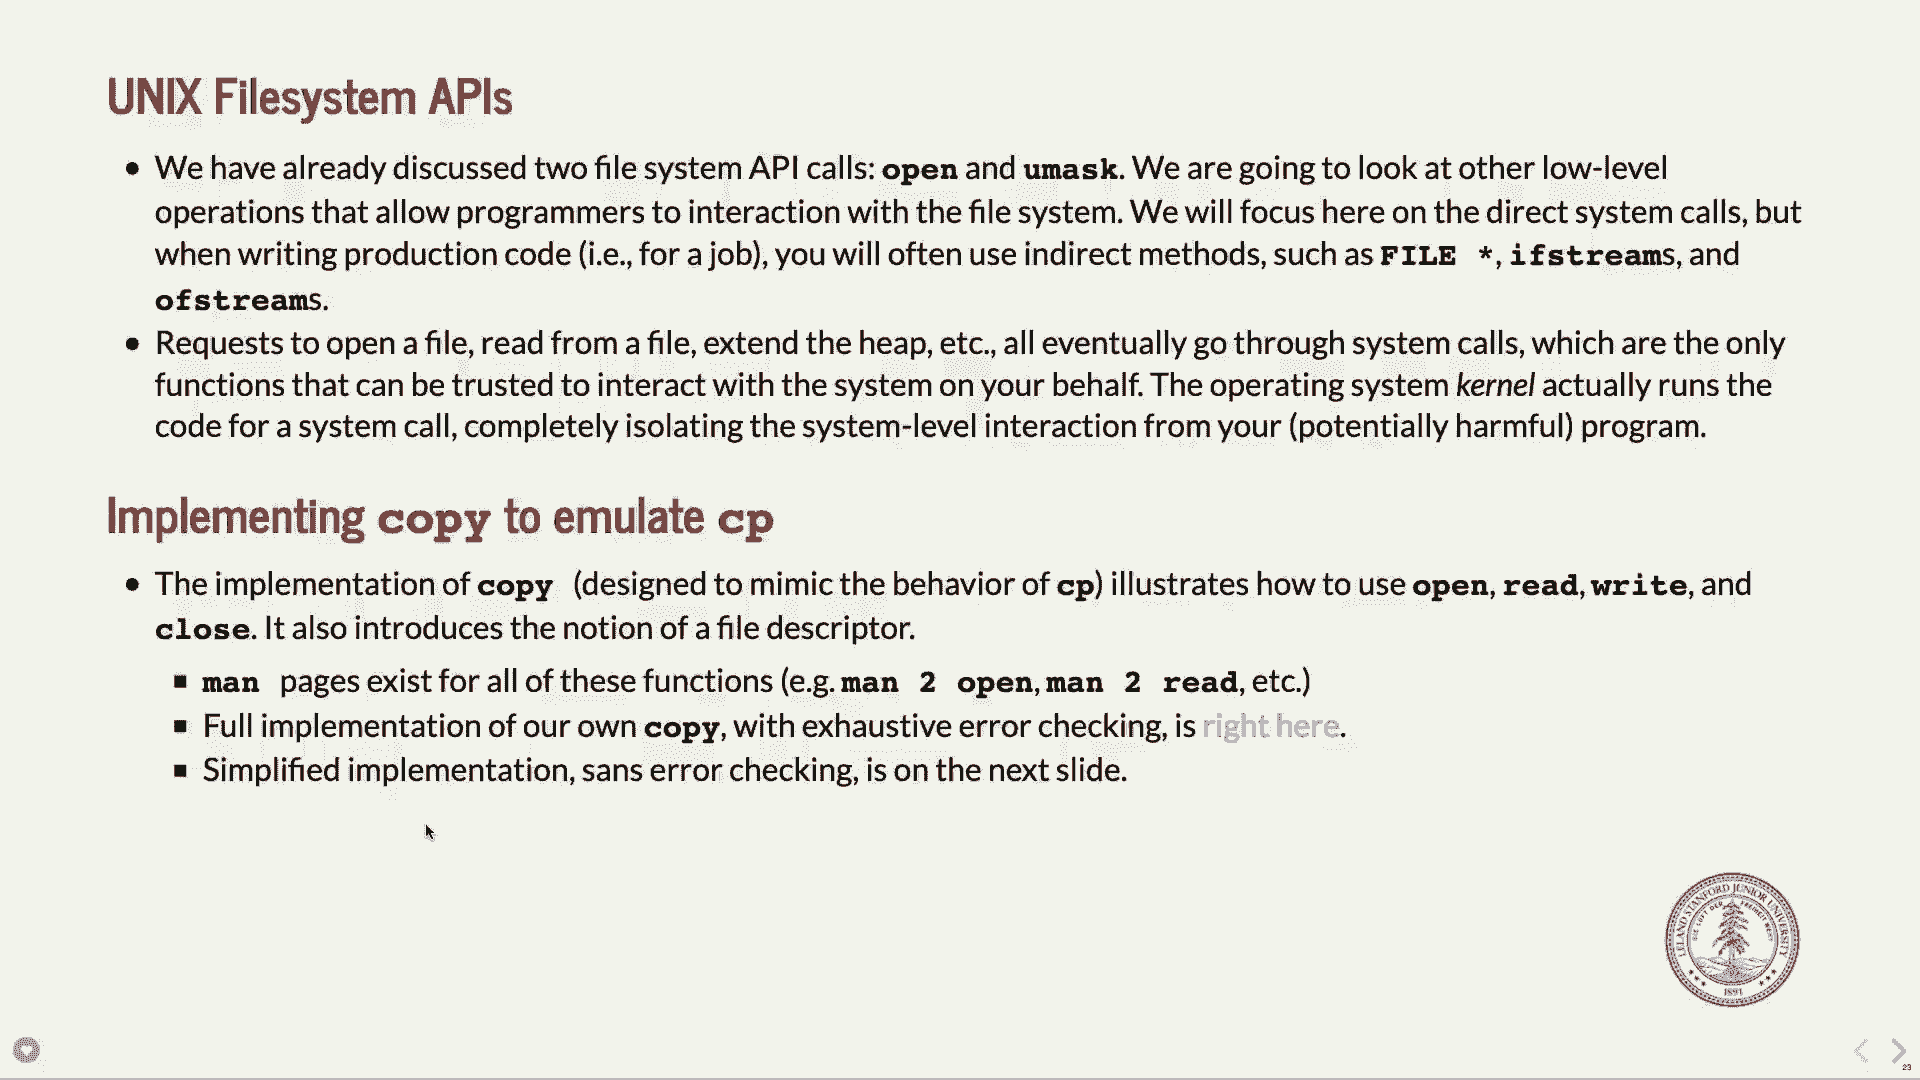 UNIX Filesystem APIs
• We have already discussed two file system API calls: open and umask. We are going to look at other low-level
operations that allow programmers to interaction with the file system. We will focus here on the direct system calls, but
when writing production code (i.e., for a job), you will often use indirect methods, such as FILE *, ifstreams, and
ofstreams.
• Requests to open a file, read from a file, extend the heap, etc., all eventually go through system calls, which are the only
functions that can be trusted to interact with the system on your behalf. The operating system kernel actually runs the
code for a system call, completely isolating the system-level interaction from your (potentially harmful) program.
Implementing copy to emulate cp
• The implementation of copy (designed to mimic the behavior of cp) illustrates how to use open, read, write, and
close. It also introduces the notion of a file descriptor.
▪ man pages exist for all of these functions (e.g. man 2 open, man 2 read, etc.)
▪ Full implementation of our own copy, with exhaustive error checking, is right here.
▪ Simplified implementation, sans error checking, is on the next slide.
LELAND STANFORD JUNIOR UNIVERSITY
1891
23